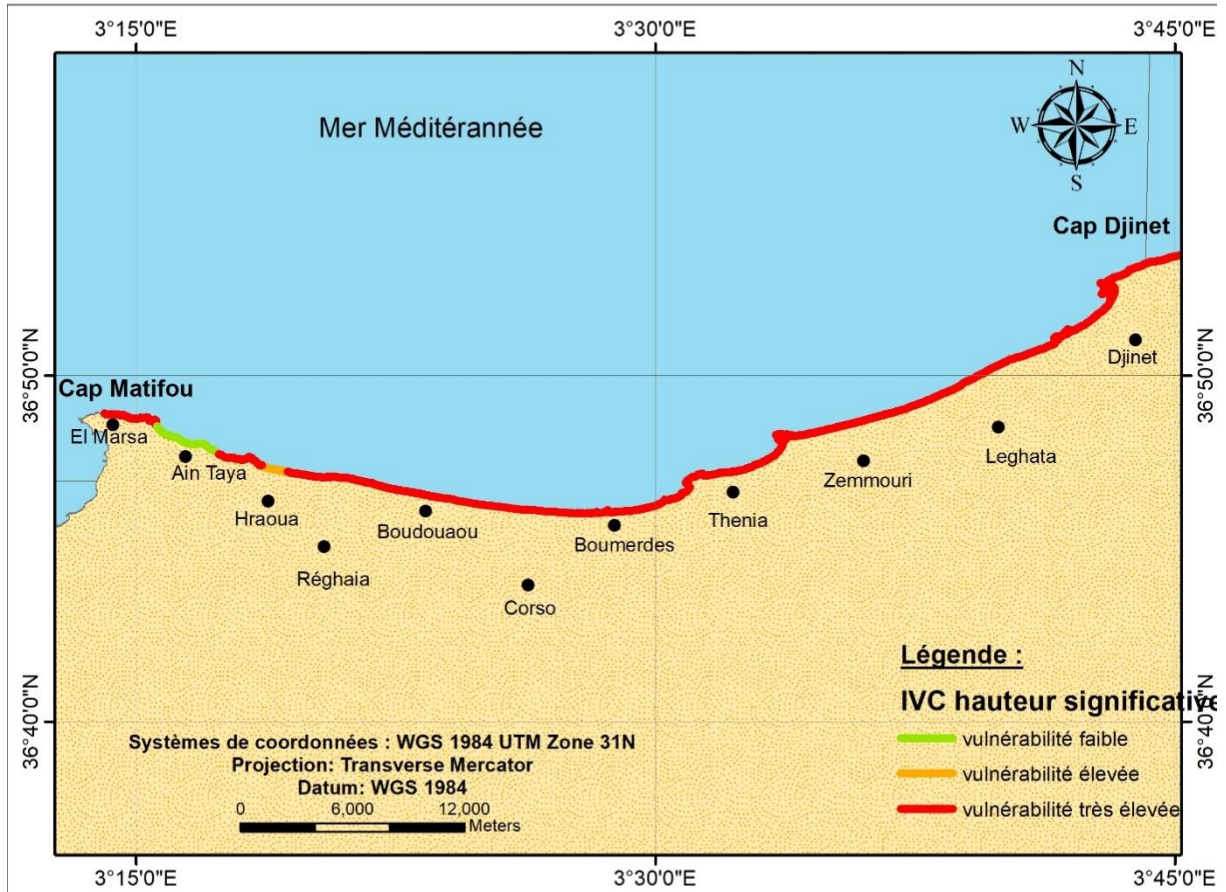 3°15'0"E
3°30'0"E
3°45'0"E
N
W
E
S
Mer Méditérannée
Cap Djinet
36°50'0"N
36°50'0"N
Djinet
Cap Matifou
El Marsa
Ain Taya
Leghata
Zemmouri
Thenia
Hraoua
Boudouaou
Boumerdes
Réghaia
Corso
Légende :
IVC hauteur significative
vulnérabilité faible
vulnérabilité élevée
vulnérabilité très élevée
36°40'0"N
36°40'0"N
Systèmes de coordonnées : WGS 1984 UTM Zone 31N
Projection: Transverse Mercator
Datum: WGS 1984
0 6,000 12,000
Meters
3°15'0"E
3°30'0"E
3°45'0"E